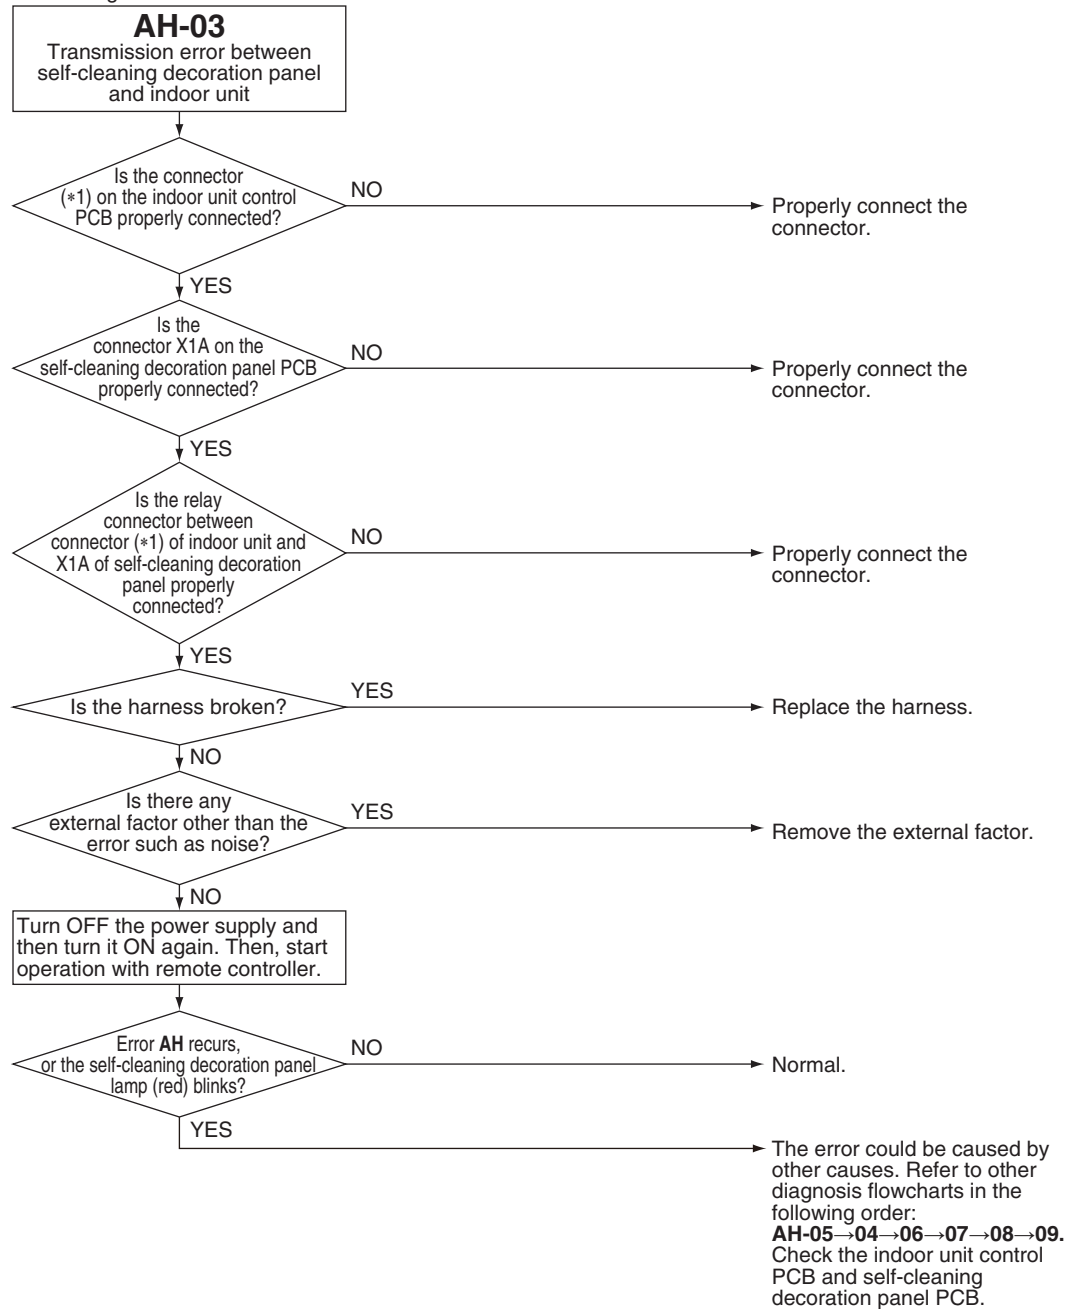 AH-03
Transmission error between
self-cleaning decoration panel
and indoor unit
Is the connector
(*1) on the indoor unit control
PCB properly connected?
NO
Properly connect the
connector.
YES
Is the
connector X1A on the
self-cleaning decoration panel PCB
properly connected?
NO
Properly connect the
connector.
YES
Is the relay
connector between
connector (*1) of indoor unit and
X1A of self-cleaning decoration
panel properly
connected?
NO
Properly connect the
connector.
YES
Is the harness broken?
YES
Replace the harness.
NO
Is there any
external factor other than the
error such as noise?
YES
Remove the external factor.
NO
Turn OFF the power supply and
then turn it ON again. Then, start
operation with remote controller.
Error AH recurs,
or the self-cleaning decoration panel
lamp (red) blinks?
NO
Normal.
YES
The error could be caused by
other causes. Refer to other
diagnosis flowcharts in the
following order:
AH-05→04→06→07→08→09.
Check the indoor unit control
PCB and self-cleaning
decoration panel PCB.